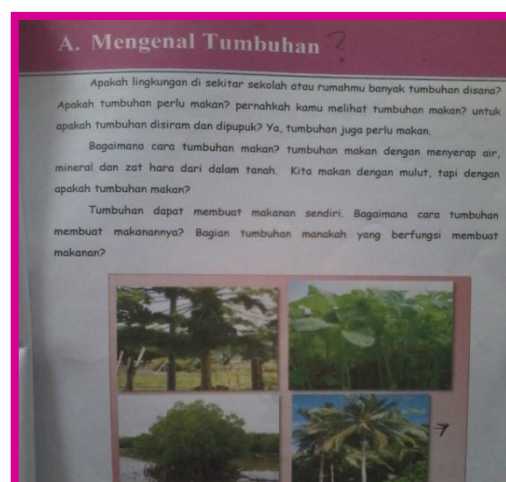 A. Mengenal Tumbuhan ?
Apakah lingkungan di sekitar sekolah atau rumahmu banyak tumbuhan disana?
Apakah tumbuhan perlu makan? pernahkah kamu melihat tumbuhan makan? untuk
apakah tumbuhan disiram dan dipupuk? Ya, tumbuhan juga perlu makan.
Bagaimana cara tumbuhan makan? tumbuhan makan dengan menyerap air,
mineral dan zat hara dari dalam tanah. Kita makan dengan mulut, tapi dengan
apakah tumbuhan makan?
Tumbuhan dapat membuat makanan sendiri. Bagaimana cara tumbuhan
membuat makanannya? Bagian tumbuhan manakah yang berfungsi membuat
makanan?